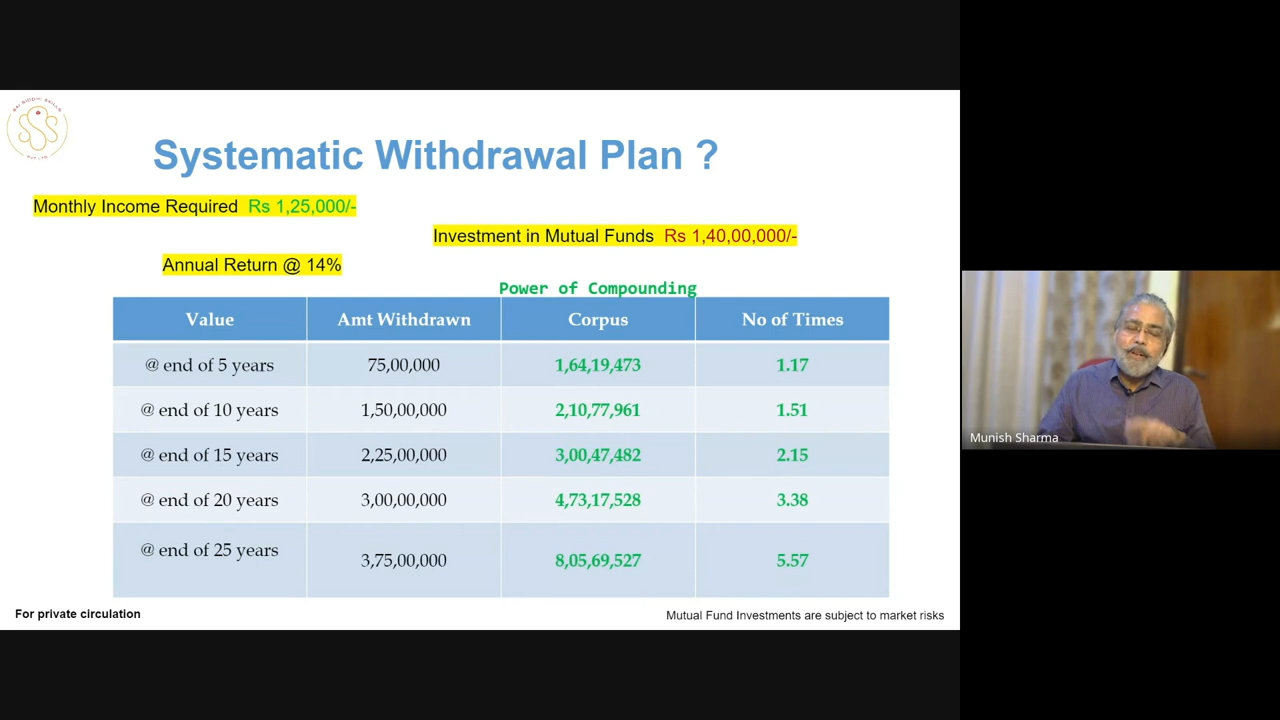 SAI SIDDHI SKILLS
PVT LTD
Systematic Withdrawal Plan ?
Monthly Income Required Rs 1,25,000/-
Investment in Mutual Funds Rs 1,40,00,000/-
Annual Return @ 14%
Power of Compounding
Value Amt Withdrawn Corpus No of Times
@ end of 5 years 75,00,000 1,64,19,473 1.17
@ end of 10 years 1,50,00,000 2,10,77,961 1.51
@ end of 15 years 2,25,00,000 3,00,47,482 2.15
@ end of 20 years 3,00,00,000 4,73,17,528 3.38
@ end of 25 years 3,75,00,000 8,05,69,527 5.57
For private circulation
Mutual Fund Investments are subject to market risks
Munish Sharma